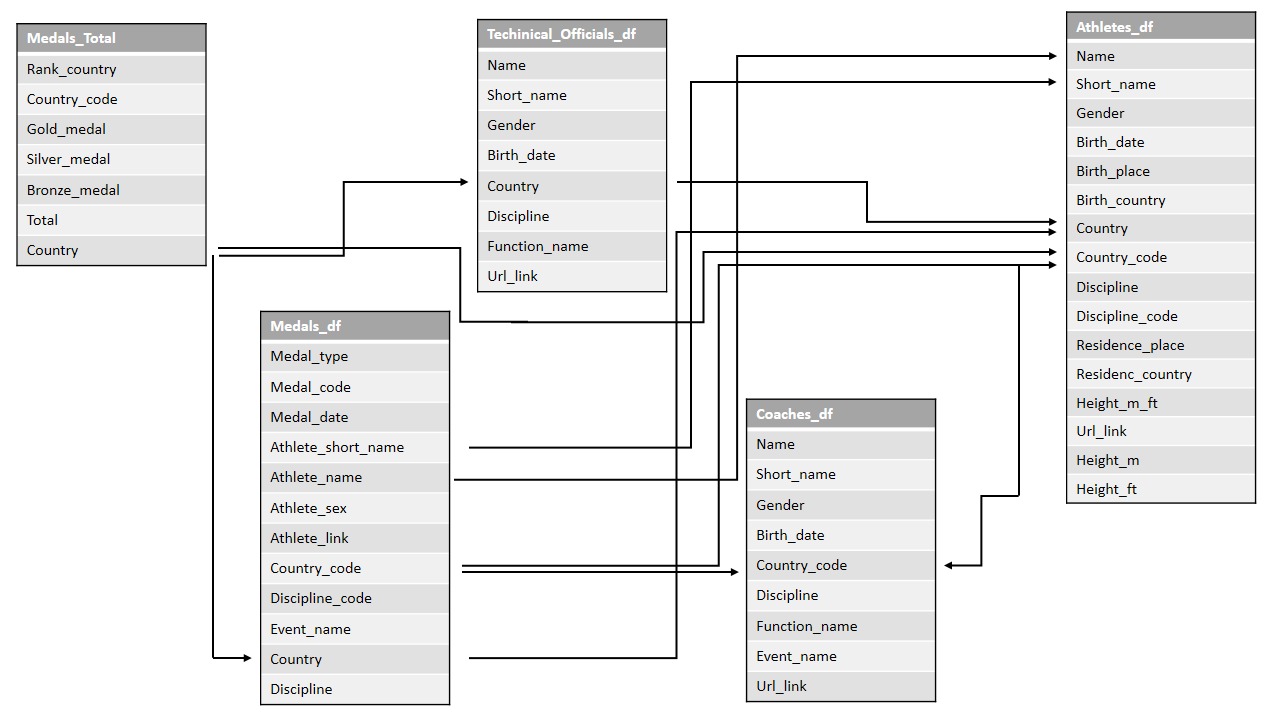 Medals_Total
Rank_country
Country_code
Gold_medal
Silver_medal
Bronze_medal
Total
Country
Techinical_Officials_df
Name
Short_name
Gender
Birth_date
Country
Discipline
Function_name
Url_link
Athletes_df
Name
Short_name
Gender
Birth_date
Birth_place
Birth_country
Country
Country_code
Discipline
Discipline_code
Residence_place
Residenc_country
Height_m_ft
Url_link
Height_m
Height_ft
Medals_df
Medal_type
Medal_code
Medal_date
Athlete_short_name
Athlete_name
Athlete_sex
Athlete_link
Country_code
Discipline_code
Event_name
Country
Discipline
Coaches_df
Name
Short_name
Gender
Birth_date
Country_code
Discipline
Function_name
Event_name
Url_link